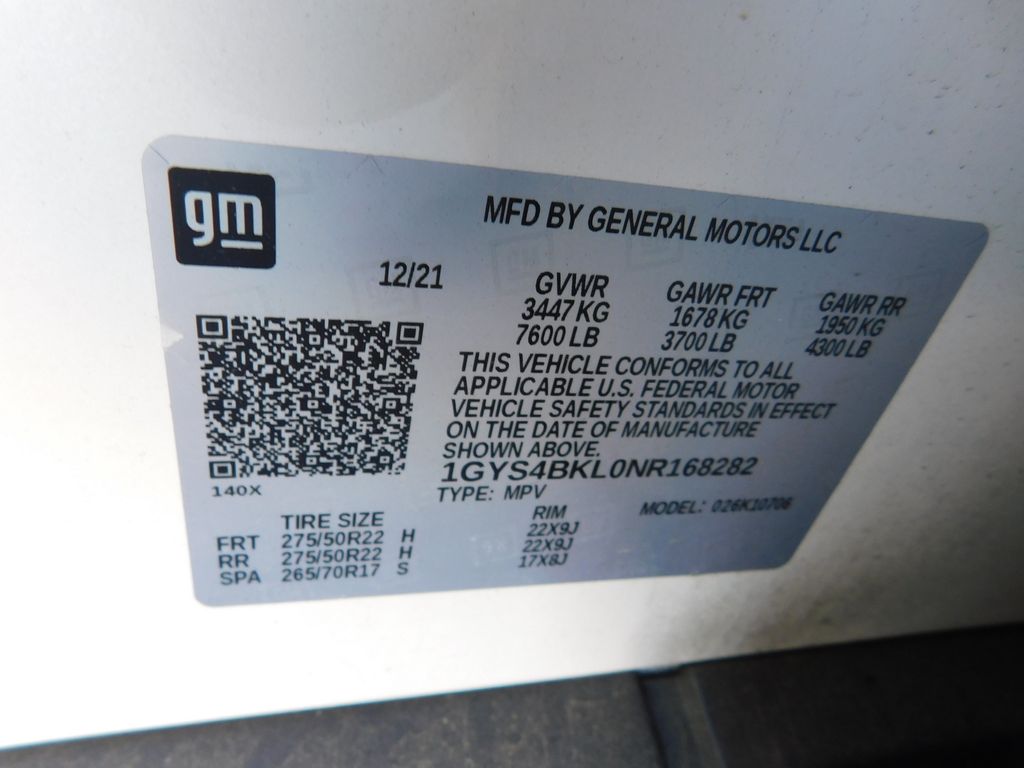 gm
MFD BY GENERAL MOTORS LLC
12/21
GVWR GAWR FRT GAWR RR
3447 KG 1678 KG 1950 KG
7600 LB 3700 LB 4300 LB
THIS VEHICLE CONFORMS TO ALL
APPLICABLE U.S. FEDERAL MOTOR
VEHICLE SAFETY STANDARDS IN EFFECT
ON THE DATE OF MANUFACTURE
SHOWN ABOVE.
1GYS4BKL0NR168282
140X
TYPE: MPV MODEL: 026K10706
TIRE SIZE RIM
FRT 275/50R22 H 22X9J
RR 275/50R22 H 22X9J
SPA 265/70R17 S 17X8J